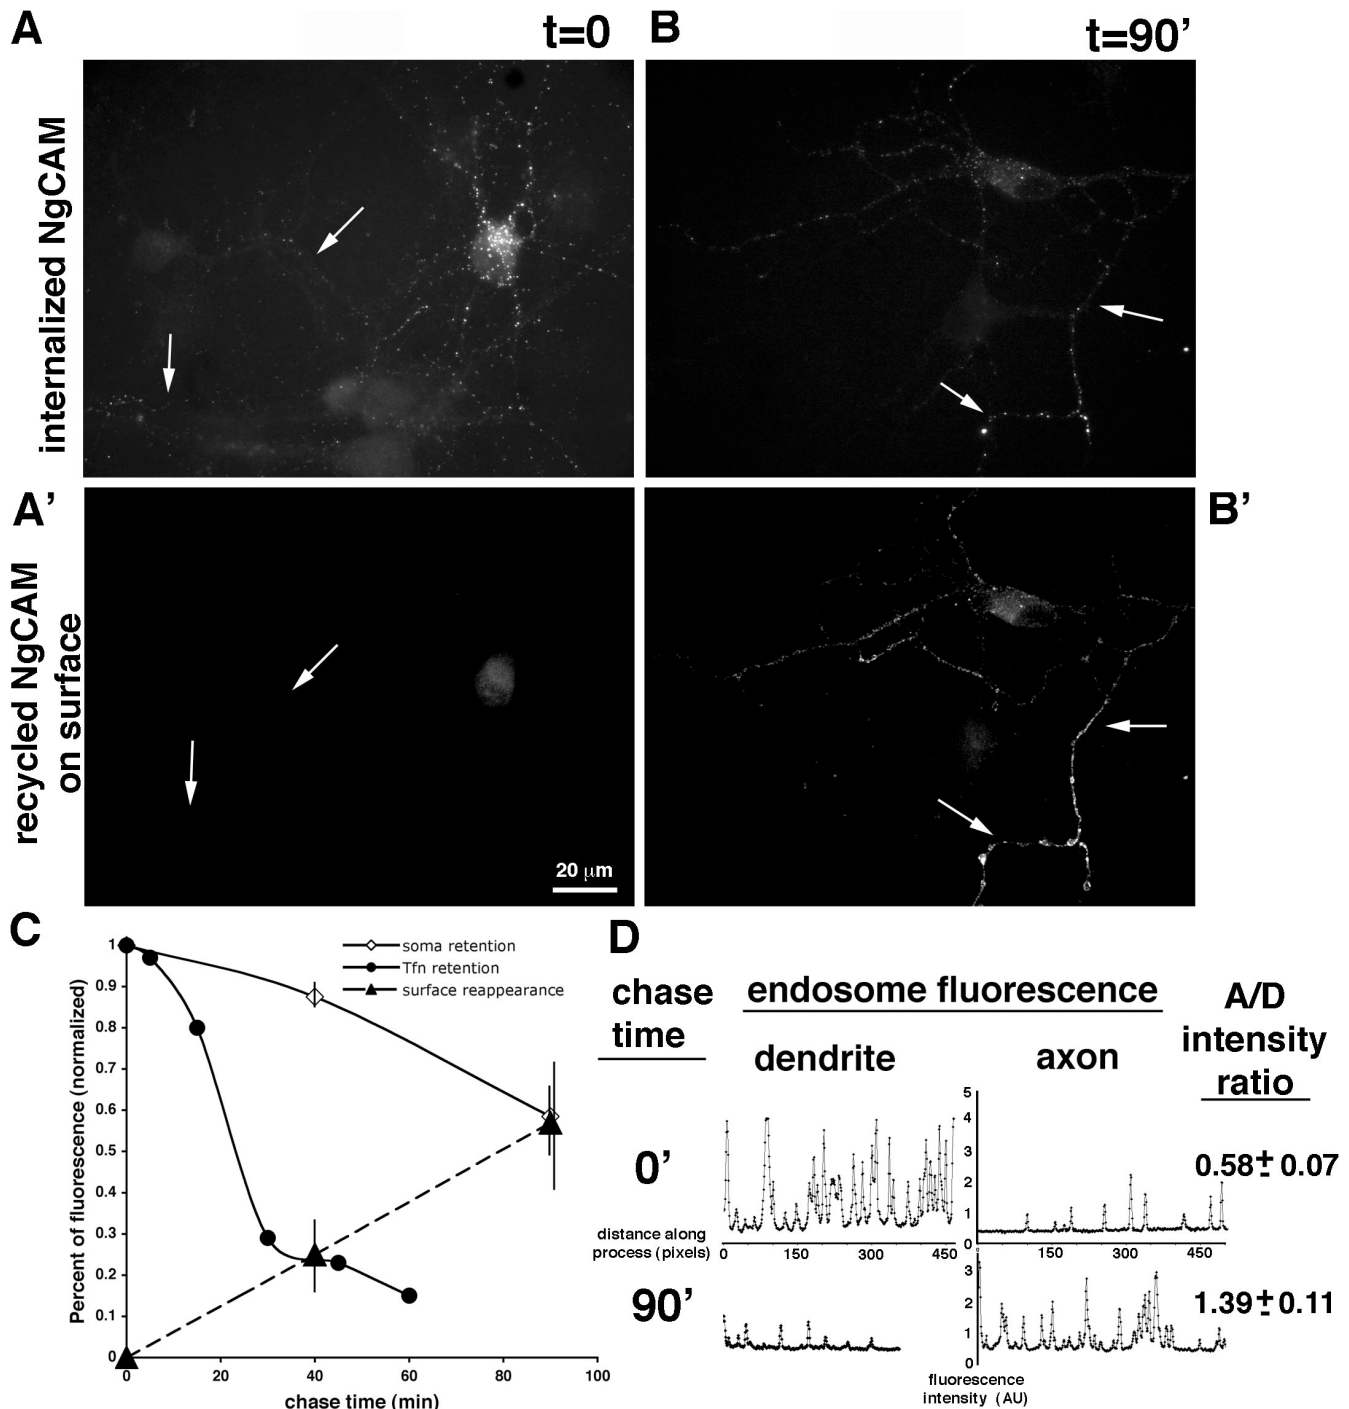 A
t=0
B
t=90'
internalized NgCAM
A'
B'
recycled NgCAM
on surface
20 μm
C
soma retention
Tfn retention
surface reappearance
Percent of fluorescence (normalized)
1
0.9
0.8
0.7
0.6
0.5
0.4
0.3
0.2
0.1
0
0 20 40 60 80 100
chase time (min)
D
chase
time
endosome fluorescence
dendrite
axon
A/D
intensity
ratio
0'
5
4
3
2
1
0
0.58± 0.07
distance along
process (pixels)
0 150 300 450
150 300 450
90'
3
2
1
0
1.39± 0.11
fluorescence
intensity (AU)